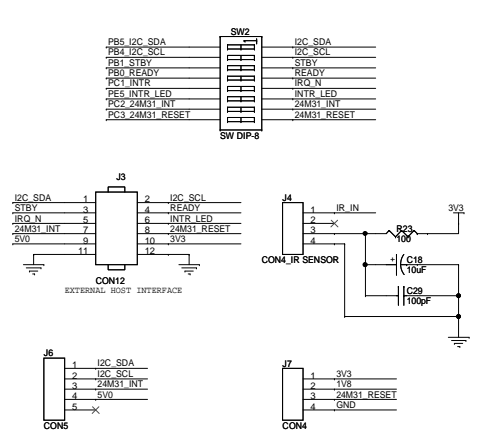 SW2
PB5_I2C_SDA I2C_SDA
PB4_I2C_SCL I2C_SCL
PB1_STBY STBY
PB0_READY READY
PC1_INTR IRQ_N
PE5_INTR_LED INTR_LED
PC2_24M31_INT 24M31_INT
PC3_24M31_RESET 24M31_RESET
SW DIP-8
J3
I2C_SDA 1 2 I2C_SCL
STBY 3 4 READY
IRQ_N 5 6 INTR_LED
24M31_INT 7 8 24M31_RESET
5V0 9 10 3V3
11 12
CON12
EXTERNAL HOST INTERFACE
J4
1 IR_IN
2
3
4
CON4_IR SENSOR
3V3
R23
100
+ C18
10uF
C29
100pF
J6
1 I2C_SDA
2 I2C_SCL
3 24M31_INT
4 5V0
5
CON5
J7
1 3V3
2 1V8
3 24M31_RESET
4 GND
CON4